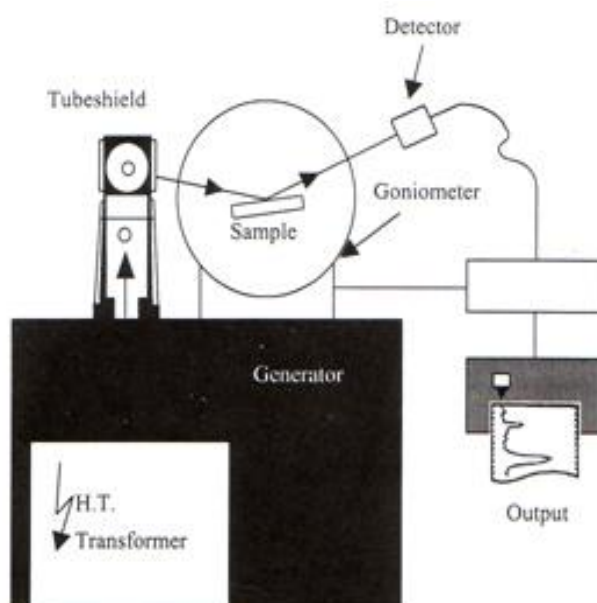 Detector
Tubeshield
Goniometer
Sample
Generator
H.T.
Transformer
Output